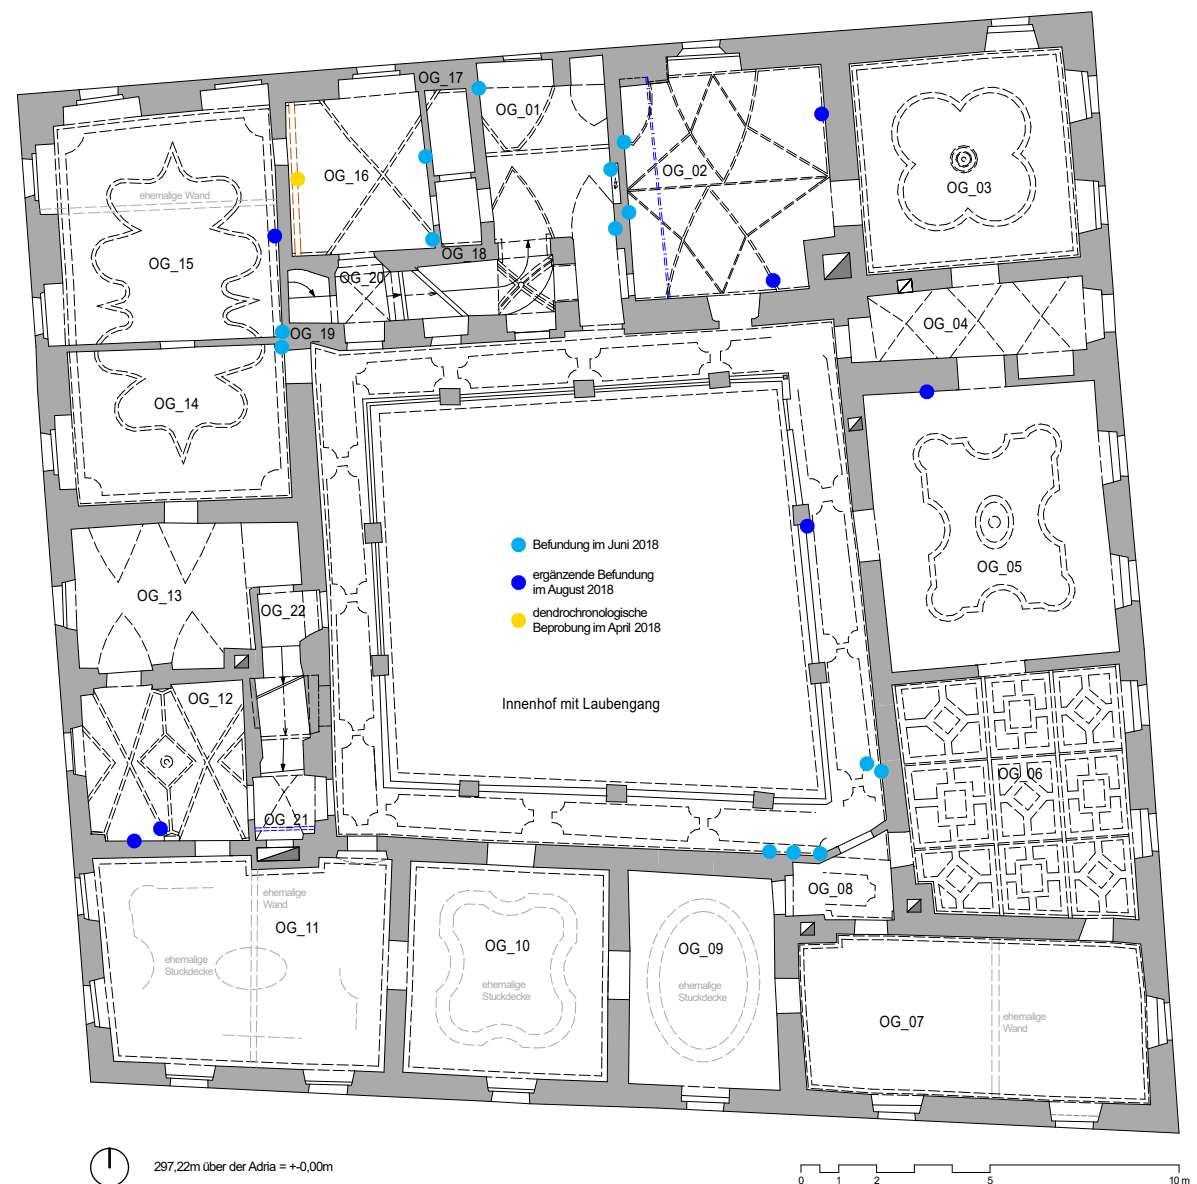 OG_17
OG_01
OG_16
OG_02
OG_03
ehemalige Wand
OG_15
OG_18
OG_20
OG_19
OG_04
OG_14
Befundung im Juni 2018
ergänzende Befundung
im August 2018
dendrochronologische
Beprobung im April 2018
OG_05
OG_13
OG_22
OG_12
Innenhof mit Laubengang
OG_06
OG_21
OG_08
ehemalige
Wand
OG_11
OG_10
OG_09
ehemalige
Stuckdecke
ehemalige
Stuckdecke
ehemalige
Stuckdecke
OG_07
ehemalige
Wand
297,22m über der Adria = +-0,00m
0 1 2 5 10 m